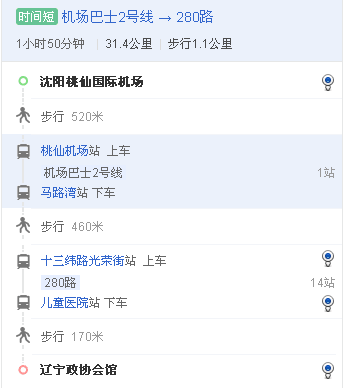 时间短 机场巴士2号线 → 280路
1小时50分钟 | 31.4公里 | 步行1.1公里
沈阳桃仙国际机场
步行 520米
桃仙机场站 上车
机场巴士2号线 1站
马路湾站 下车
步行 460米
十三纬路光荣街站 上车
280路 14站
儿童医院站 下车
步行 170米
辽宁政协会馆